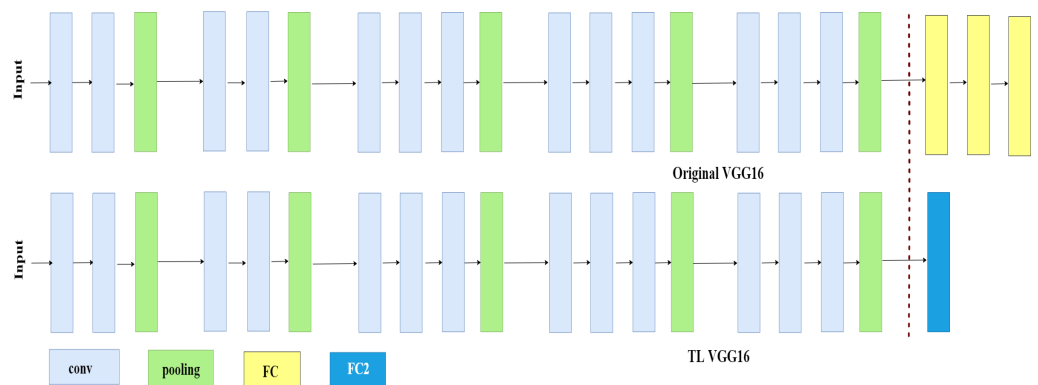 Input
Original VGG16
Input
TL VGG16
conv
pooling
FC
FC2